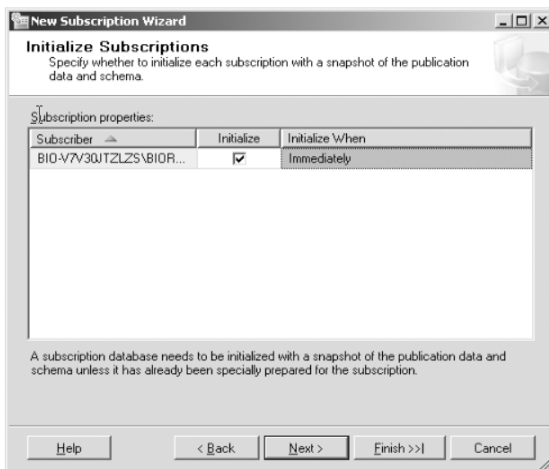 New Subscription Wizard
Initialize Subscriptions
Specify whether to initialize each subscription with a snapshot of the publication
data and schema.
Subscription properties:
Subscriber Initialize Initialize When
BIO-V7V30JTZLZS\BIOR... Immediately
A subscription database needs to be initialized with a snapshot of the publication data and
schema unless it has already been specially prepared for the subscription.
Help < Back Next > Finish >>| Cancel